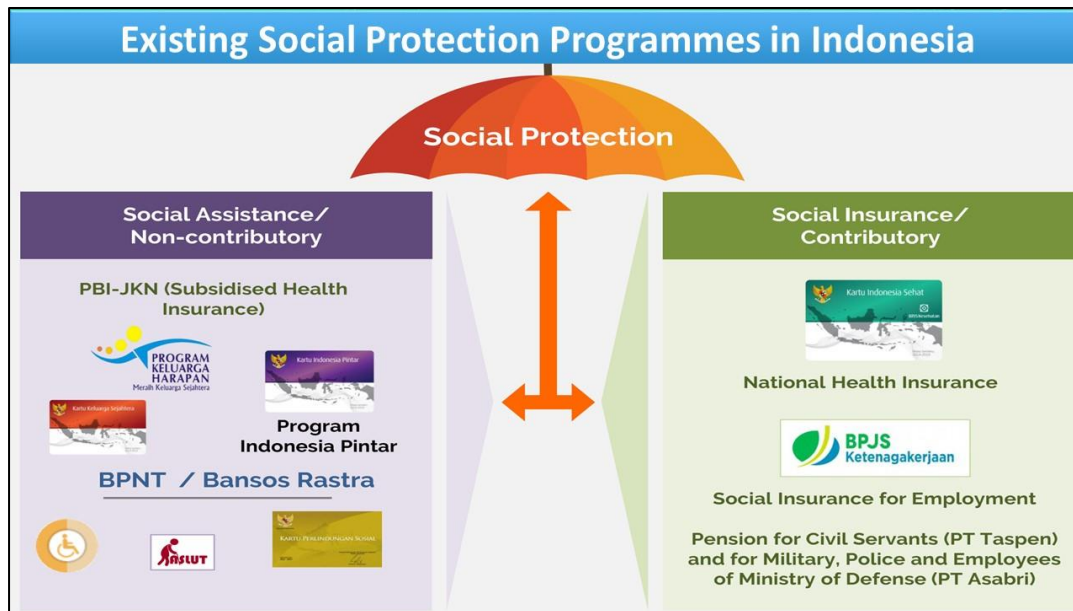 Existing Social Protection Programmes in Indonesia
Social Protection
Social Assistance/
Non-contributory
PBI-JKN (Subsidised Health
Insurance)
PROGRAM
KELUARGA
HARAPAN
Meraih Keluarga Sejahtera
Kartu Indonesia Pintar
Kartu Keluarga Sejahtera
Program
Indonesia Pintar
BPNT / Bansos Rastra
ASLUT
KARTU PERLINDUNGAN SOSIAL
Social Insurance/
Contributory
Kartu Indonesia Sehat
BPJS Kesehatan
National Health Insurance
BPJS
Ketenagakerjaan
Social Insurance for Employment
Pension for Civil Servants (PT Taspen)
and for Military, Police and Employees
of Ministry of Defense (PT Asabri)